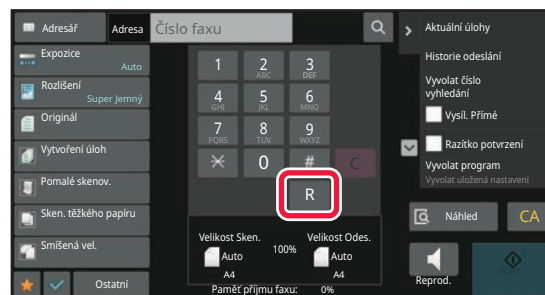 Adresář
Adresa
Číslo faxu
Expozice
Auto
Rozlišení
Super Jemný
Originál
Vytvoření úloh
Pomalé skenov.
Sken. těžkého papíru
Smíšená vel.
Ostatní
1
2
ABC
3
DEF
4
GHI
5
JKL
6
MNO
7
PQRS
8
TUV
9
WXYZ
0
#
C
R
Velikost Sken.
100%
Velikost Odes.
Auto
Auto
A4
A4
Paměť příjmu faxu: 0%
Aktuální úlohy
Historie odeslání
Vyvolat číslo
vyhledání
Vysíl. Přímé
Razítko potvrzení
Vyvolat program
Vyvolat uložená nastavení
Náhled
CA
Reprod.